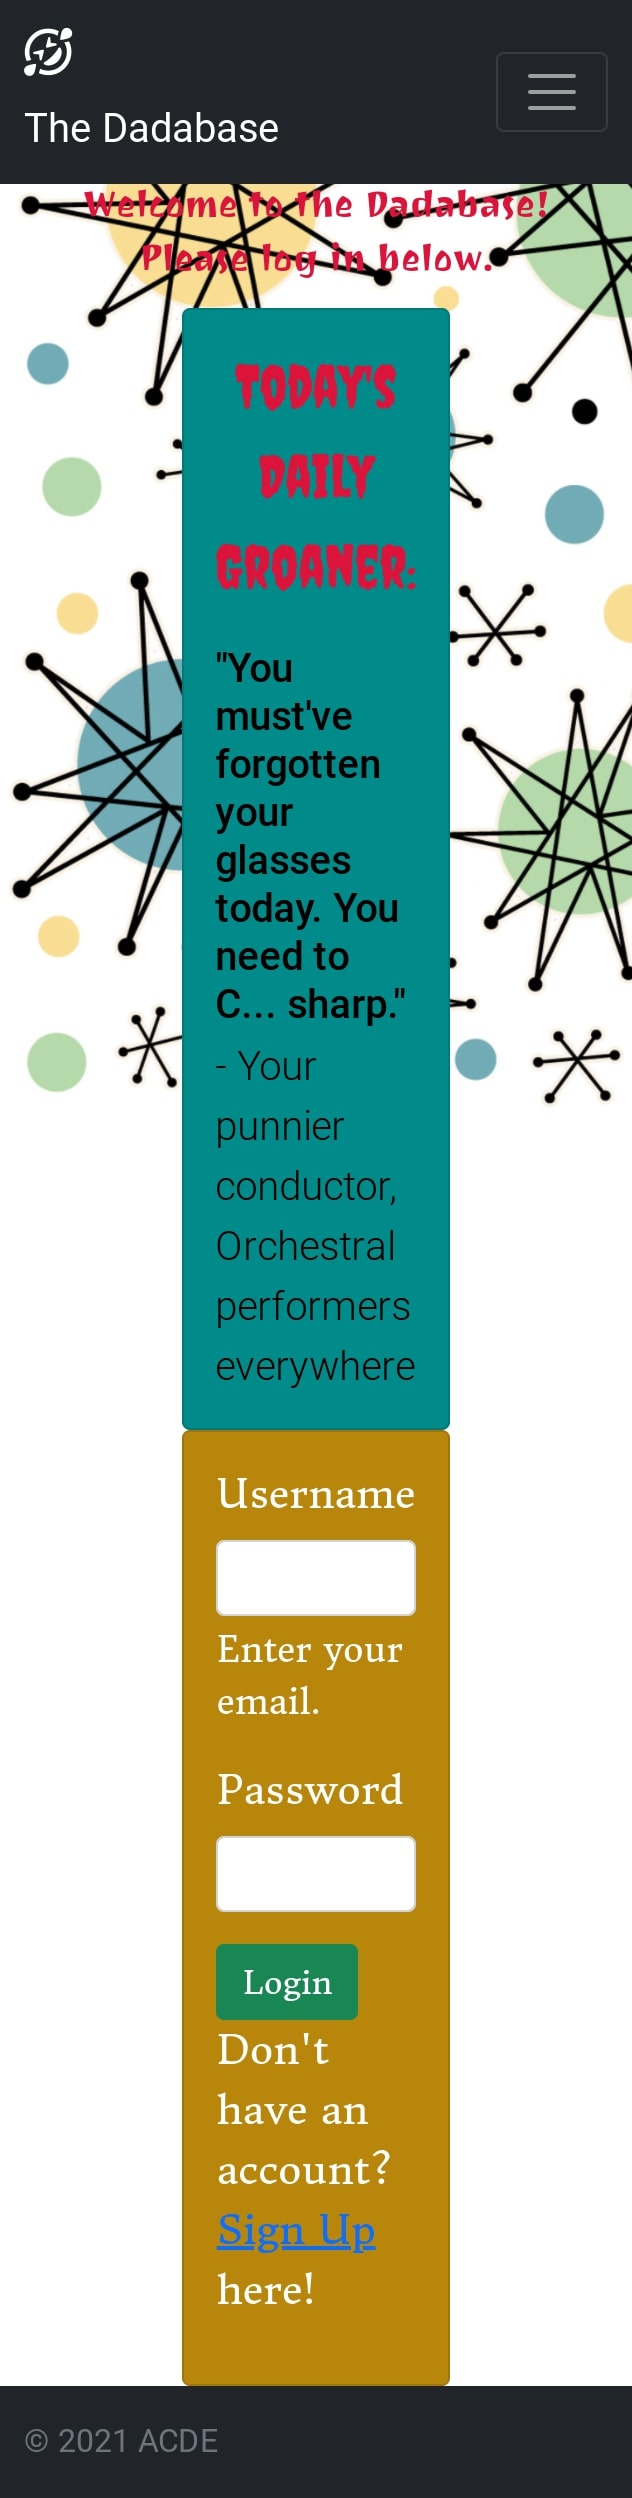 The Dadabase
Welcome to the Dadabase!
Please log in below.
TODAY'S
DAILY
GROANER:
"You
must've
forgotten
your
glasses
today. You
need to
C... sharp."
- Your
punnier
conductor,
Orchestral
performers
everywhere
Username
Enter your
email.
Password
Login
Don't
have an
account?
Sign Up
here!
© 2021 ACDE